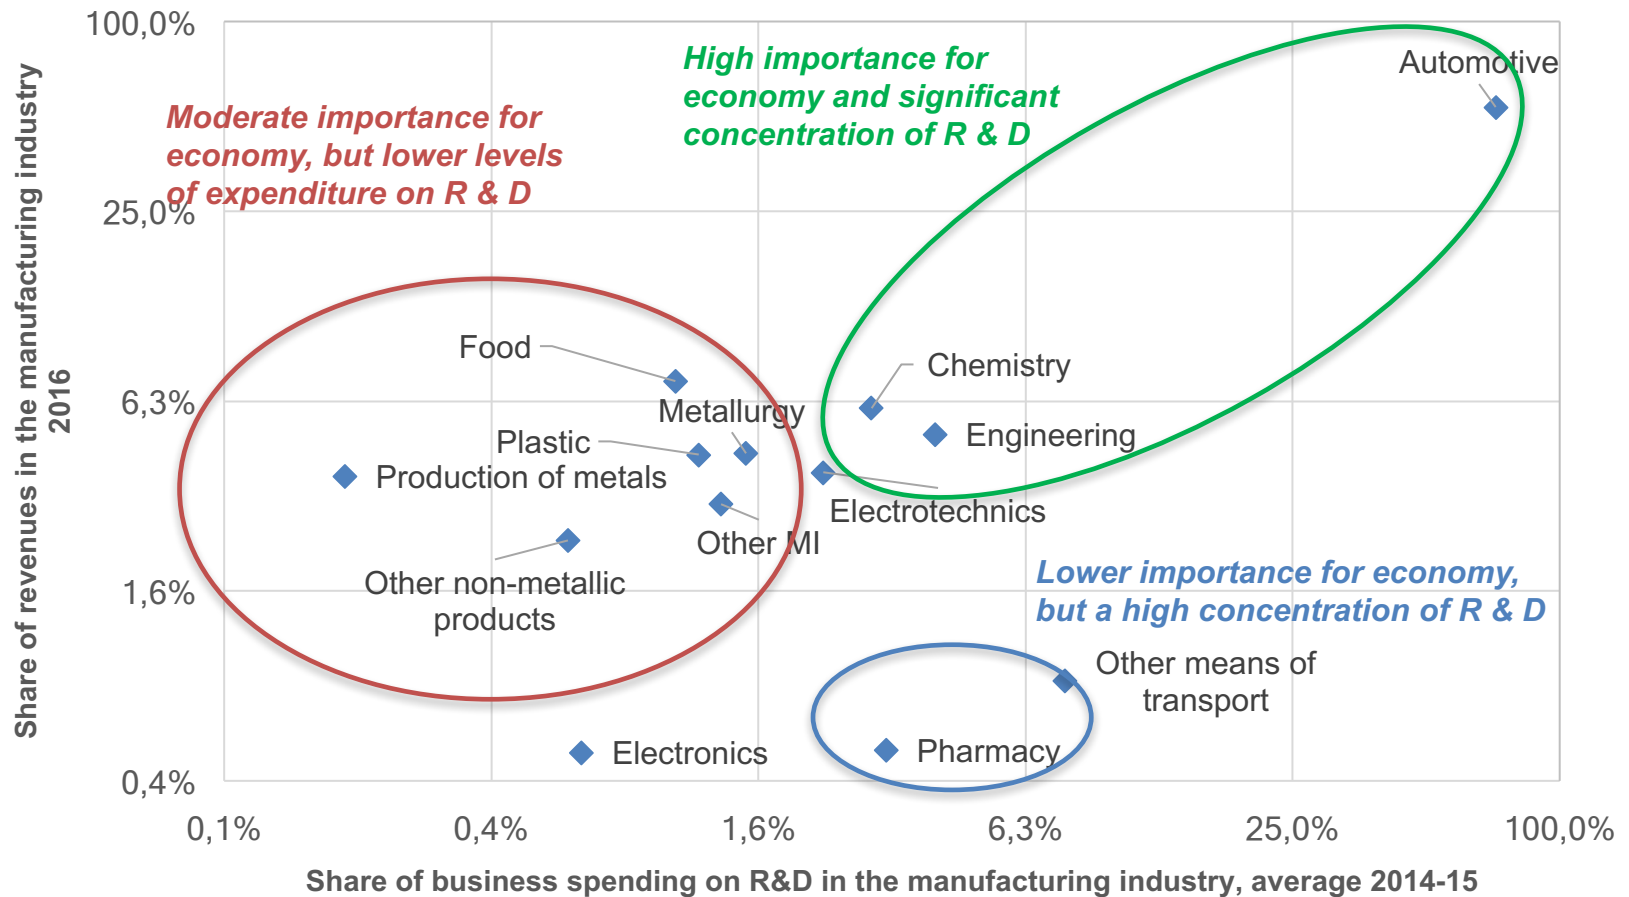 100,0%
25,0%
6,3%
1,6%
0,4%
Share of revenues in the manufacturing industry
2016
Moderate importance for
economy, but lower levels
of expenditure on R & D
High importance for
economy and significant
concentration of R & D
Automotive
Food
Chemistry
Metallurgy
Engineering
Plastic
Production of metals
Electrotechnics
Other MI
Other non-metallic
products
Lower importance for economy,
but a high concentration of R & D
Other means of
transport
Electronics
Pharmacy
0,1%
0,4%
1,6%
6,3%
25,0%
100,0%
Share of business spending on R&D in the manufacturing industry, average 2014-15